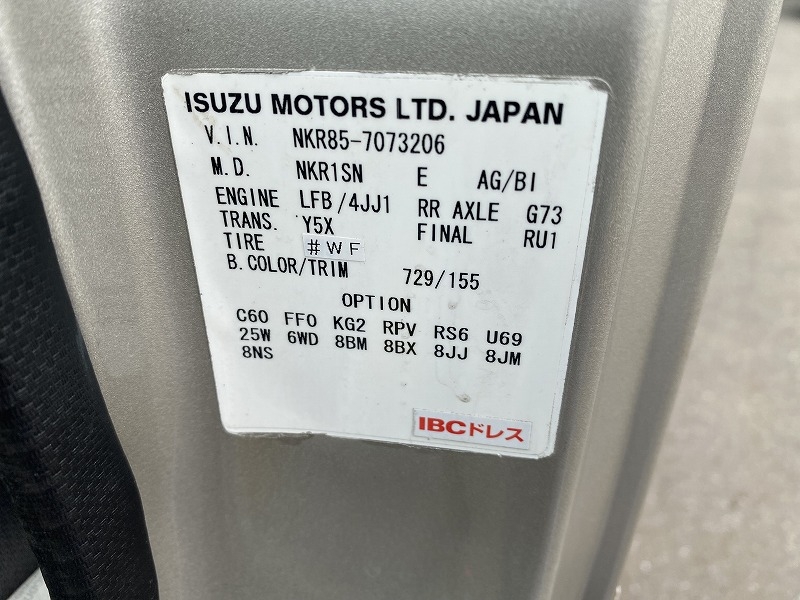 ISUZU MOTORS LTD. JAPAN
V.I.N. NKR85-7073206
M.D. NKR1SN E AG/BI
ENGINE LFB/4JJ1 RR AXLE G73
TRANS. Y5X FINAL RU1
TIRE #WF
B.COLOR/TRIM 729/155
OPTION
C60 FF0 KG2 RPV RS6 U69
25W 6WD 8BM 8BX 8JJ 8JM
8NS
IBCドレス